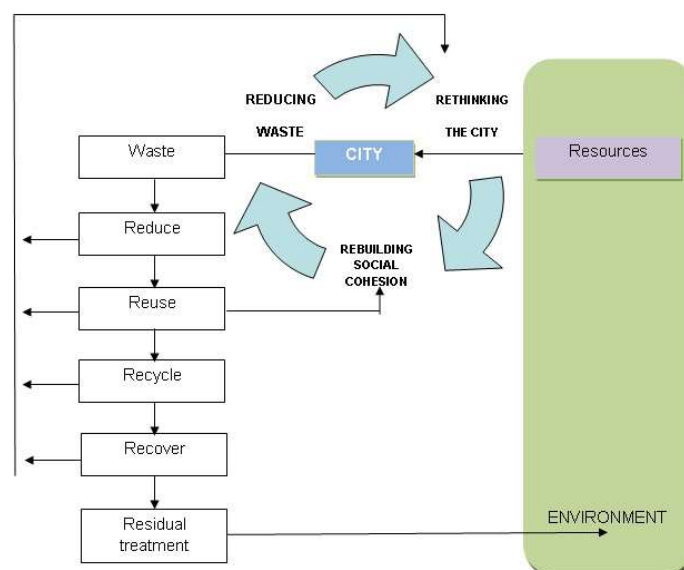 REDUCING
RETHINKING
Waste
WASTE
CITY
THE CITY
Resources
Reduce
REBUILDING
SOCIAL
COHESION
Reuse
Recycle
Recover
Residual
treatment
ENVIRONMENT